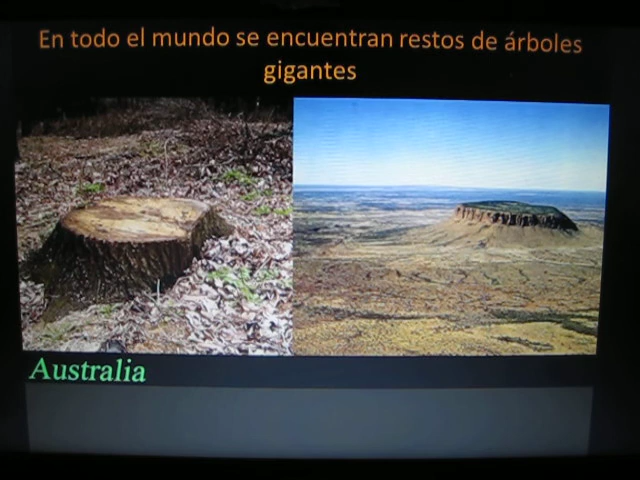 En todo el mundo se encuentran restos de árboles
gigantes
Australia